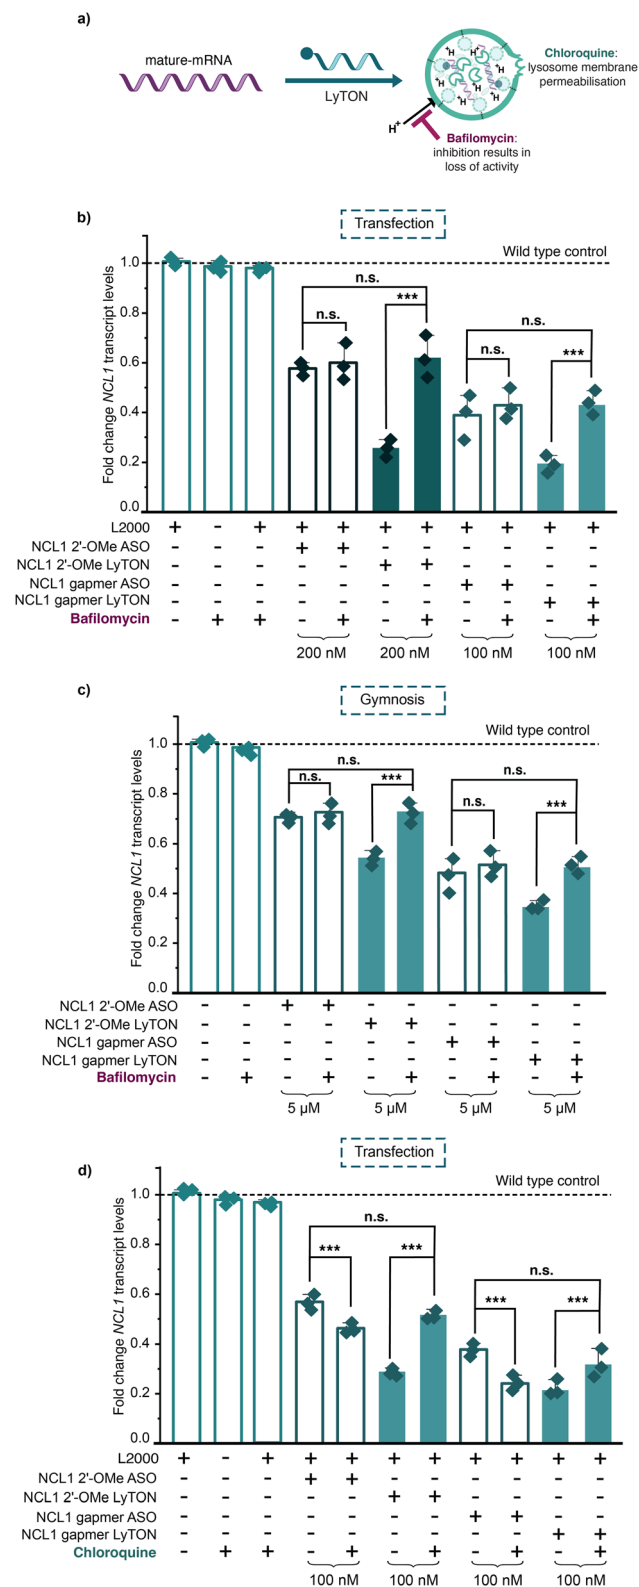 a)
mature-mRNA
LyTON
Chloroquine:
lysosome membrane
permeabilisation
+H
+H
+H
+H
+H
+H
H+
Bafilomycin:
inhibition results in
loss of activity
b)
Transfection
Wild type control
Fold change NCL1 transcript levels
1.0
0.8
0.6
0.4
0.2
0.0
n.s.
n.s.
***
n.s.
n.s.
***
L2000 + - + + + + + + + + +
NCL1 2'-OMe ASO - - - + + - - - - - -
NCL1 2'-OMe LyTON - - - - - + + - - - -
NCL1 gapmer ASO - - - - - - - + + - -
NCL1 gapmer LyTON - - - - - - - - - + +
Bafilomycin - + + - + - + - + - +
200 nM 200 nM 100 nM 100 nM
c)
Gymnosis
Wild type control
Fold change NCL1 transcript levels
1.0
0.8
0.6
0.4
0.2
0.0
n.s.
n.s.
***
n.s.
n.s.
***
NCL1 2'-OMe ASO - - + + - - - - - -
NCL1 2'-OMe LyTON - - - - + + - - - -
NCL1 gapmer ASO - - - - - - + + - -
NCL1 gapmer LyTON - - - - - - - - + +
Bafilomycin - + - + - + - + - +
5 µM 5 µM 5 µM 5 µM
d)
Transfection
Wild type control
Fold change NCL1 transcript levels
1.0
0.8
0.6
0.4
0.2
0.0
n.s.
***
***
n.s.
***
***
L2000 + - + + + + + + + + +
NCL1 2'-OMe ASO - - - + + - - - - - -
NCL1 2'-OMe LyTON - - - - - + + - - - -
NCL1 gapmer ASO - - - - - - - + + - -
NCL1 gapmer LyTON - - - - - - - - - + +
Chloroquine - + + - + - + - + - +
100 nM 100 nM 100 nM 100 nM